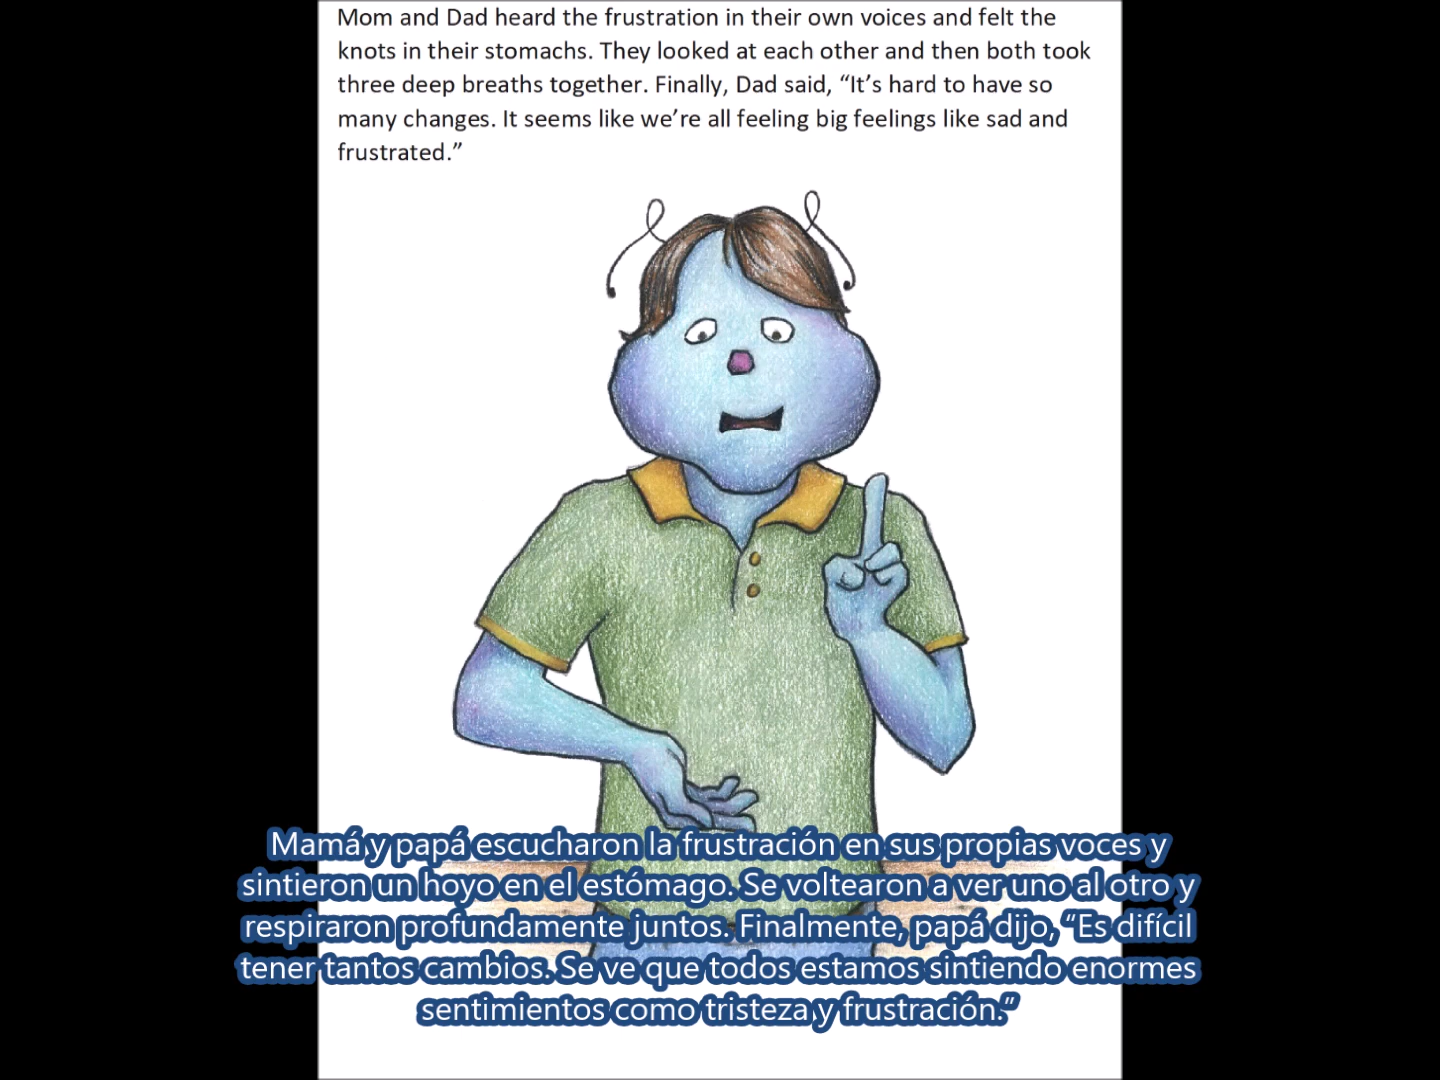 Mom and Dad heard the frustration in their own voices and felt the
knots in their stomachs. They looked at each other and then both took
three deep breaths together. Finally, Dad said, “It’s hard to have so
many changes. It seems like we’re all feeling big feelings like sad and
frustrated.”
Mamá y papá escucharon la frustración en sus propias voces y
sintieron un hoyo en el estómago. Se voltearon a ver uno al otro y
respiraron profundamente juntos. Finalmente, papá dijo, “Es difícil
tener tantos cambios. Se ve que todos estamos sintiendo enormes
sentimientos como tristeza y frustración.”